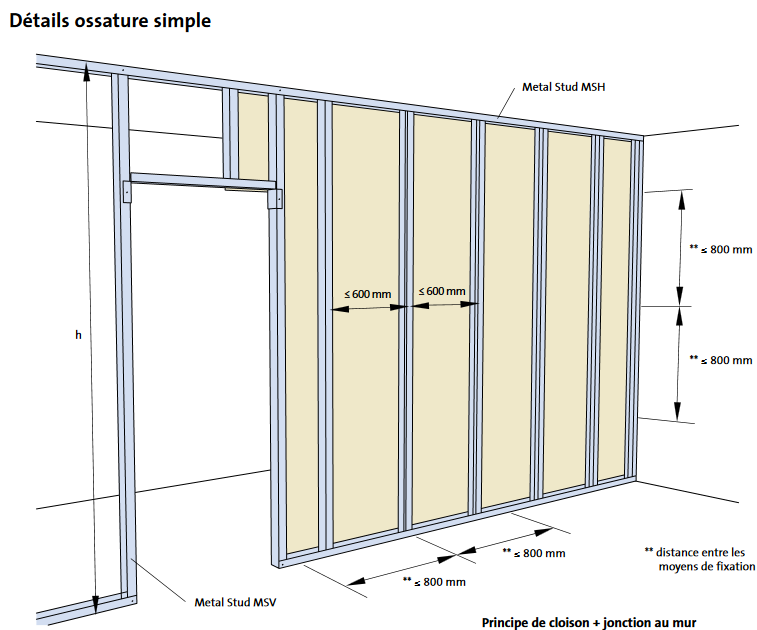 Détails ossature simple
Metal Stud MSH
** ≤ 800 mm
≤ 600 mm
≤ 600 mm
h
** ≤ 800 mm
** ≤ 800 mm
** ≤ 800 mm
** distance entre les
moyens de fixation
Metal Stud MSV
Principe de cloison + jonction au mur